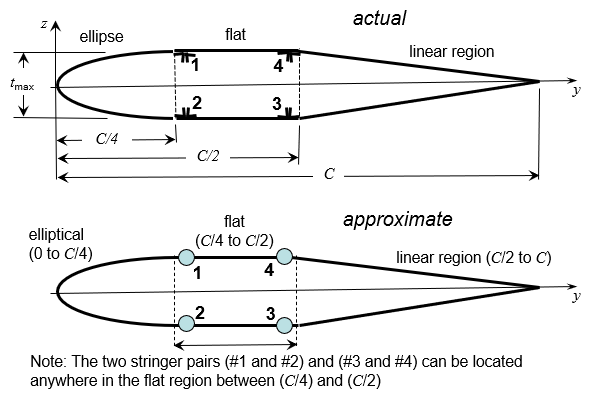 z
ellipse
flat
actual
linear region
1
4
t max
2
3
y
C/4
C/2
C
approximate
flat
(C/4 to C/2)
elliptical
(0 to C/4)
linear region (C/2 to C)
1
4
2
3
y
Note: The two stringer pairs (#1 and #2) and (#3 and #4) can be located
anywhere in the flat region between (C/4) and (C/2)